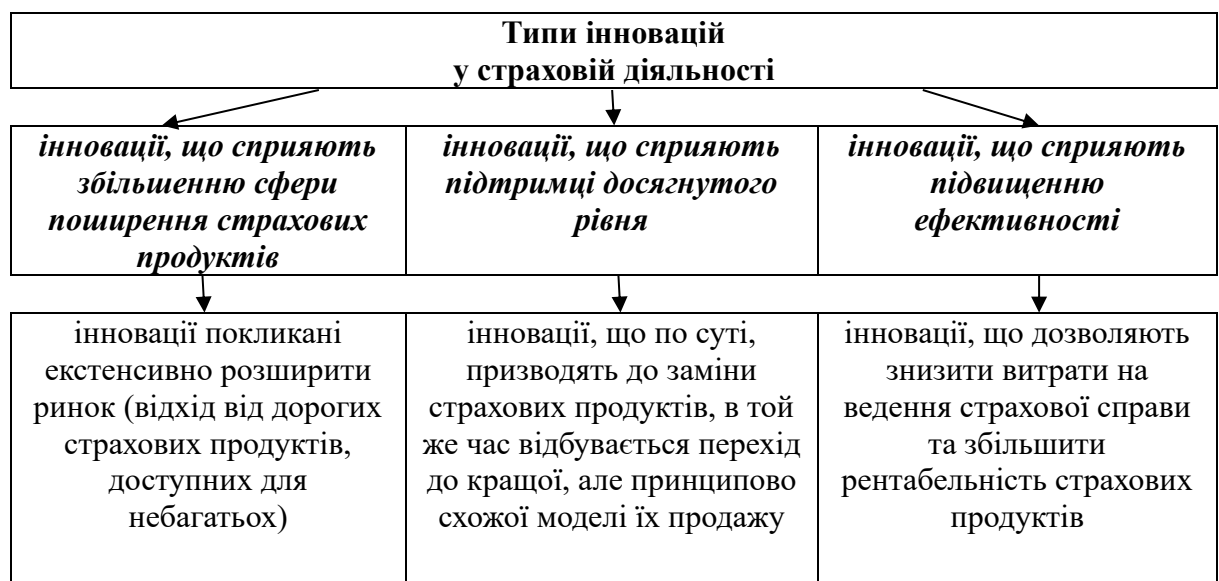 Типи інновацій
у страховій діяльності
інновації, що сприяють
збільшенню сфери
поширення страхових
продуктів
інновації, що сприяють
підтримці досягнутого
рівня
інновації, що сприяють
підвищенню
ефективності
інновації покликані
екстенсивно розширити
ринок (відхід від дорогих
страхових продуктів,
доступних для
небагатьох)
інновації, що по суті,
призводять до заміни
страхових продуктів, в той
же час відбувається перехід
до кращої, але принципово
схожої моделі їх продажу
інновації, що дозволяють
знизити витрати на
ведення страхової справи
та збільшити
рентабельність страхових
продуктів